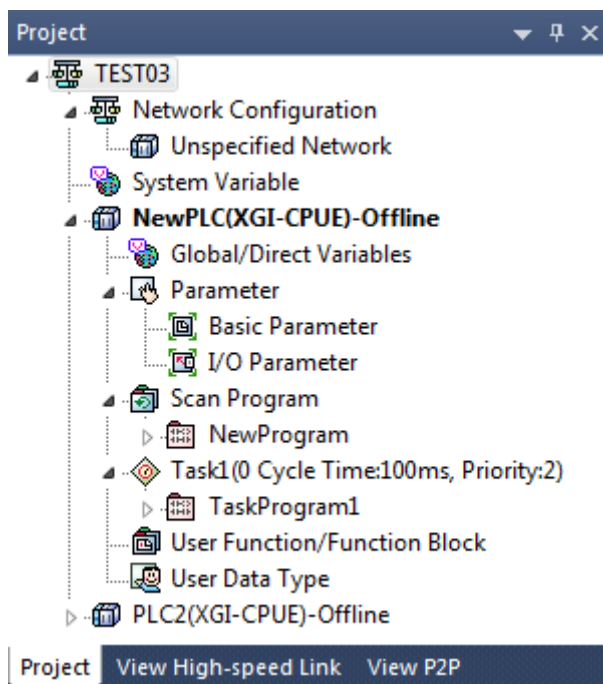 Project
TEST03
Network Configuration
Unspecified Network
System Variable
NewPLC(XGI-CPUE)-Offline
Global/Direct Variables
Parameter
Basic Parameter
I/O Parameter
Scan Program
NewProgram
Task1(0 Cycle Time:100ms, Priority:2)
TaskProgram1
User Function/Function Block
User Data Type
PLC2(XGI-CPUE)-Offline
Project View High-speed Link View P2P